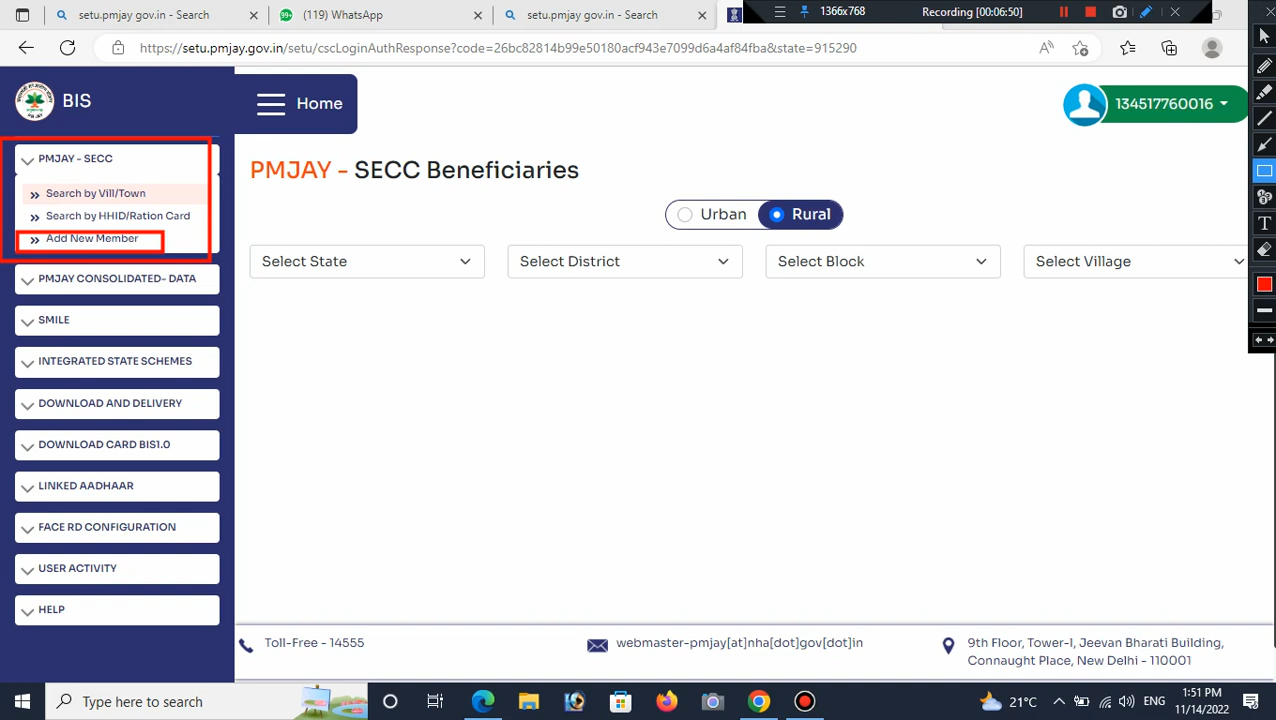 setu.pmjay gov.in - Search
(119) WhatsApp
setu.pmjay gov.in - Search
1366x768
Recording [00:06:50]
https://setu.pmjay.gov.in/setu/cscLoginAuthResponse?code=26bc82814b99e50180acf943e7099d6a4af84fba&state=915290
BIS
Home
134517760016
PMJAY - SECC
Search by Vill/Town
Search by HHID/Ration Card
Add New Member
PMJAY CONSOLIDATED- DATA
SMILE
INTEGRATED STATE SCHEMES
DOWNLOAD AND DELIVERY
DOWNLOAD CARD BIS1.0
LINKED AADHAAR
FACE RD CONFIGURATION
USER ACTIVITY
HELP
PMJAY - SECC Beneficiaries
Urban
Rural
Select State
Select District
Select Block
Select Village
Toll-Free - 14555
webmaster-pmjay[at]nha[dot]gov[dot]in
9th Floor, Tower-I, Jeevan Bharati Building,
Connaught Place, New Delhi - 110001
Type here to search
21°C
ENG
1:51 PM
11/14/2022